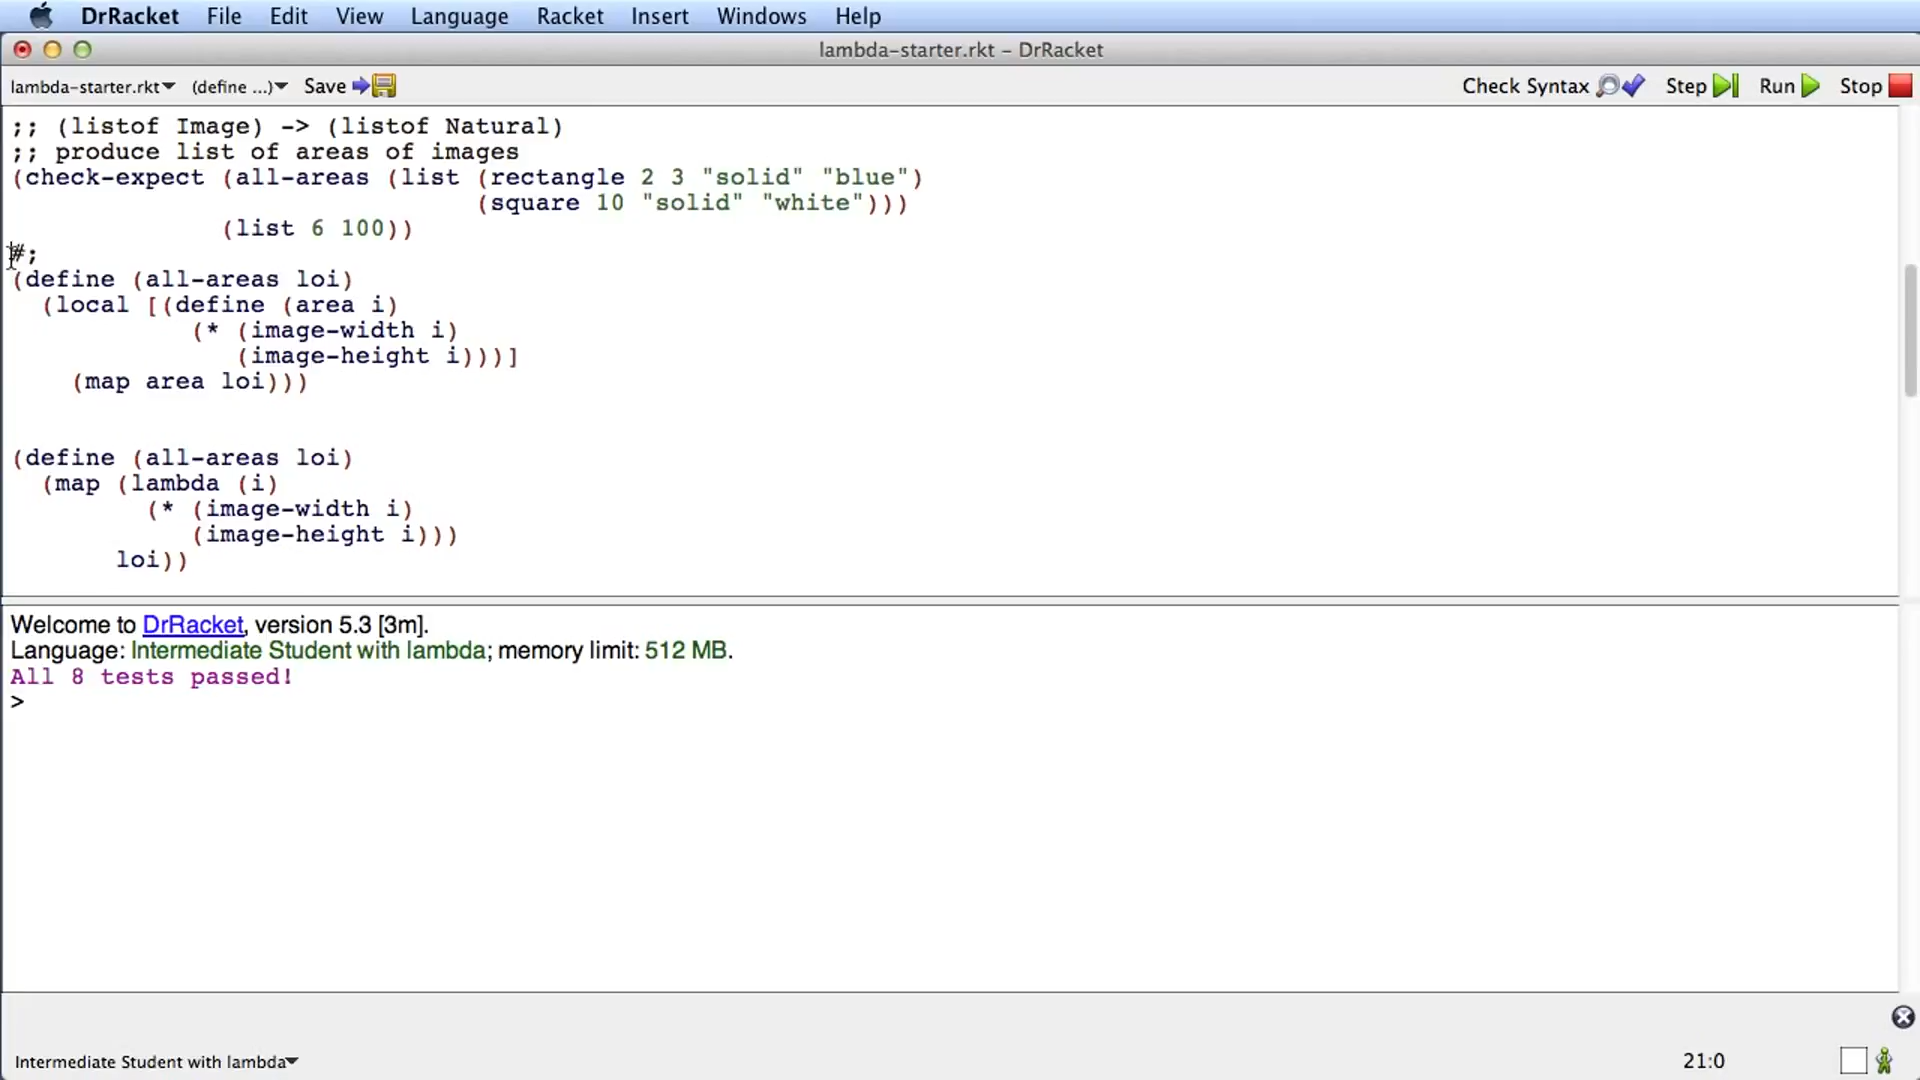 DrRacket File Edit View Language Racket Insert Windows Help
lambda-starter.rkt - DrRacket
lambda-starter.rkt (define ...) Save Check Syntax Step Run Stop
;; (listof Image) -> (listof Natural)
;; produce list of areas of images
(check-expect (all-areas (list (rectangle 2 3 "solid" "blue")
(square 10 "solid" "white")))
(list 6 100))
#;
(define (all-areas loi)
(local [(define (area i)
(* (image-width i)
(image-height i)))]
(map area loi)))
(define (all-areas loi)
(map (lambda (i)
(* (image-width i)
(image-height i)))
loi))
Welcome to DrRacket, version 5.3 [3m].
Language: Intermediate Student with lambda; memory limit: 512 MB.
All 8 tests passed!
>
Intermediate Student with lambda 21:0